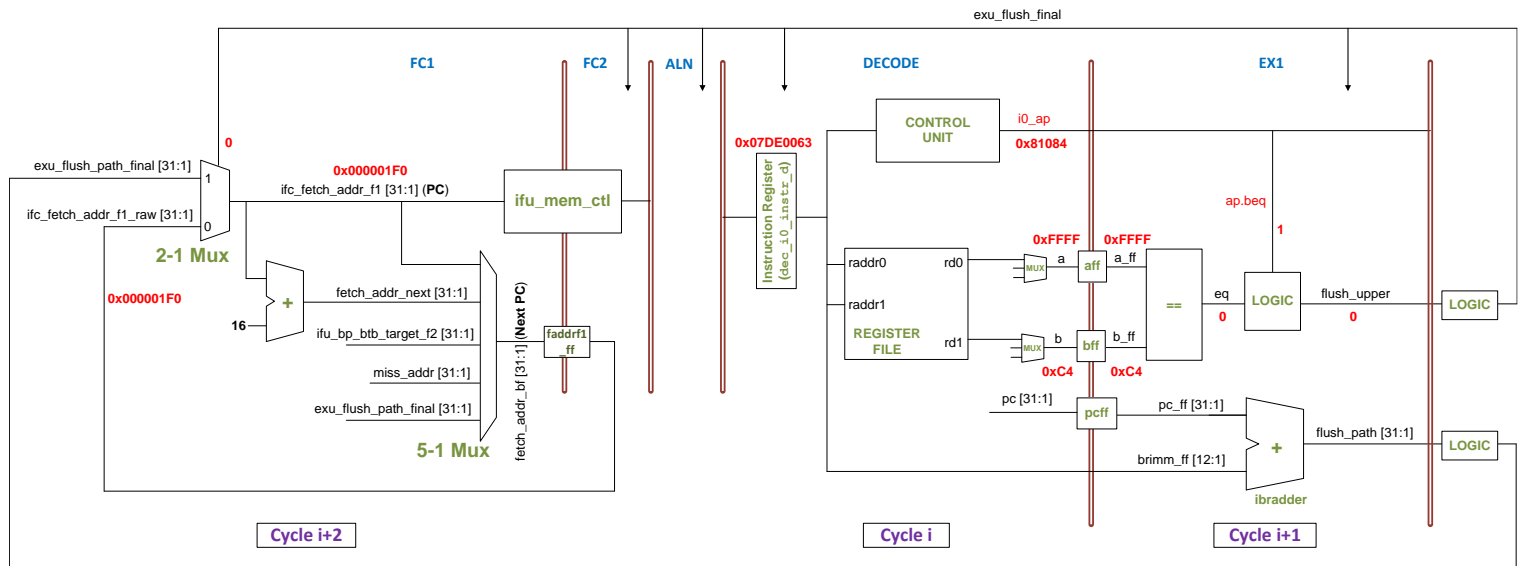 exu_flush_final
FC1
FC2
ALN
DECODE
EX1
0
exu_flush_path_final [31:1]
1
ifc_fetch_addr_f1_raw [31:1]
0
2-1 Mux
0x000001F0
0x000001F0
ifc_fetch_addr_f1 [31:1] (PC)
ifu_mem_ctl
+
16
fetch_addr_next [31:1]
ifu_bp_btb_target_f2 [31:1]
miss_addr [31:1]
exu_flush_path_final [31:1]
5-1 Mux
fetch_addr_bf [31:1] (Next PC)
faddrf1
_ff
0x07DE0063
Instruction Register
(dec_i0_instr_d)
CONTROL
UNIT
i0_ap
0x81084
ap.beq
1
raddr0
rd0
raddr1
REGISTER
FILE
rd1
MUX
a
0xFFFF
aff
0xFFFF
a_ff
MUX
b
0xC4
bff
b_ff
0xC4
==
eq
0
LOGIC
flush_upper
0
LOGIC
pc [31:1]
pcff
pc_ff [31:1]
brimm_ff [12:1]
+
ibradder
flush_path [31:1]
LOGIC
Cycle i+2
Cycle i
Cycle i+1